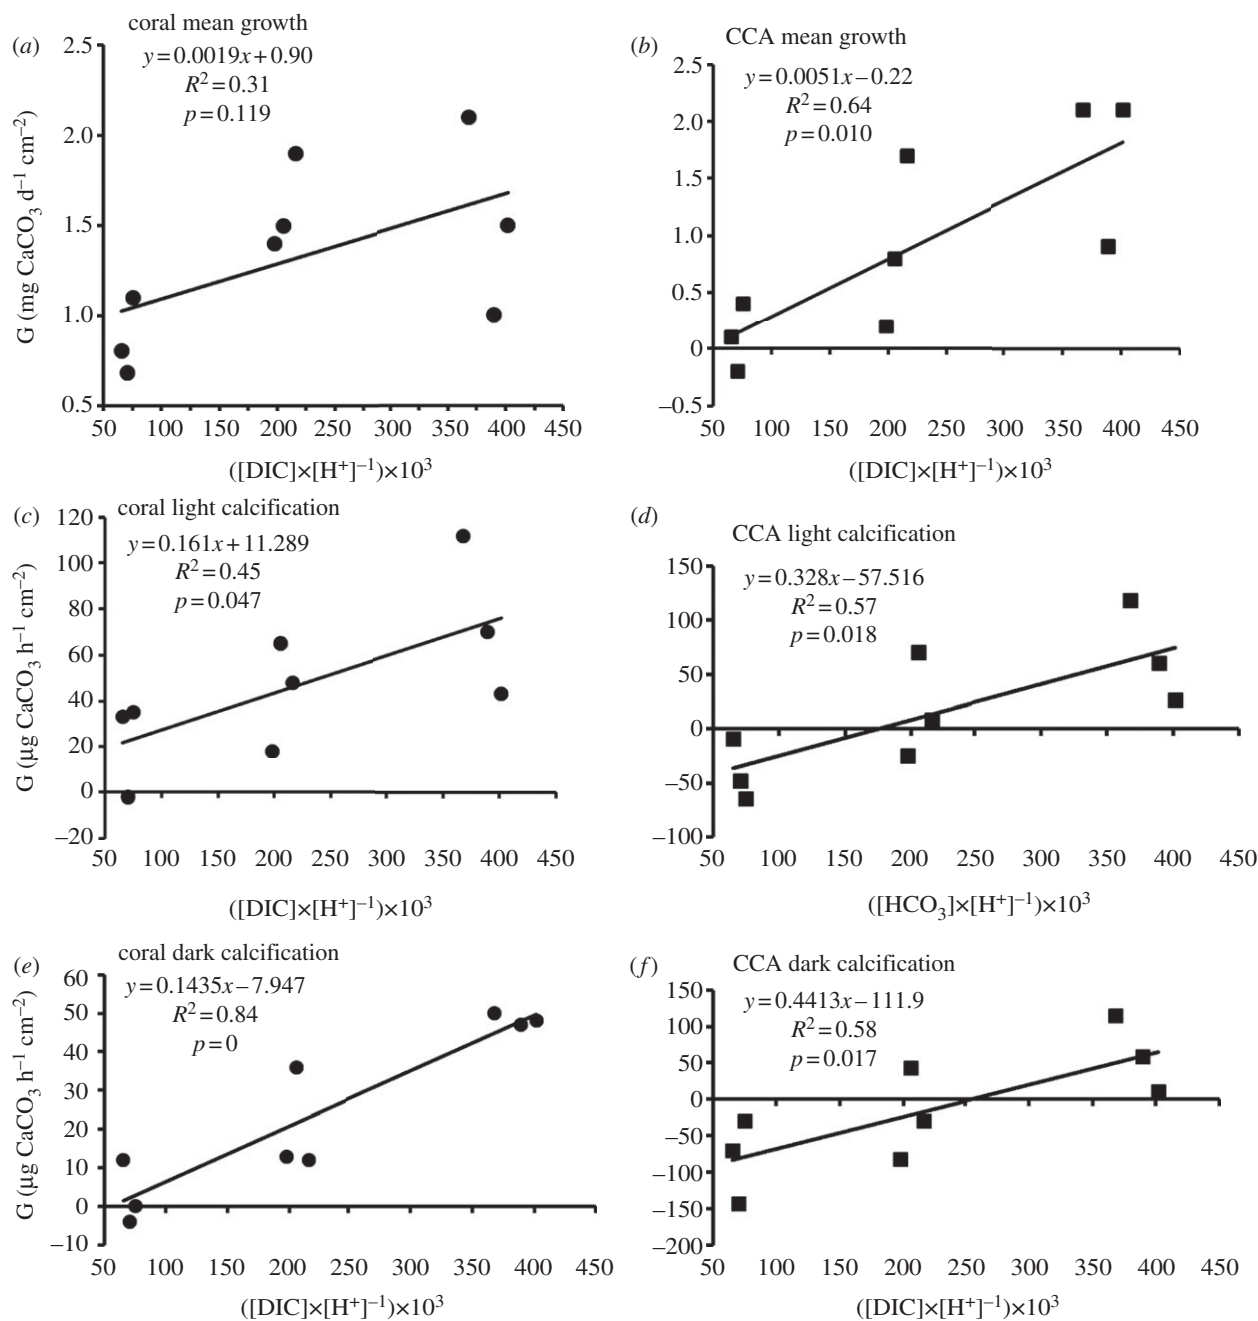 (a)
coral mean growth
y=0.0019x+0.90
R²=0.31
p=0.119
G (mg CaCO₃ d⁻¹ cm⁻²)
2.5
2.0
1.5
1.0
0.5
50 100 200 250 300 350 400 450
([DIC]×[H⁺]⁻¹)×10³
(b)
CCA mean growth
y=0.0051x−0.22
R²=0.64
p=0.010
2.5
2.0
1.5
1.0
0.5
0
−0.5
50 100 200 250 300 350 400 450
([DIC]×[H⁺]⁻¹)×10³
(c)
coral light calcification
y=0.161x+11.289
R²=0.45
p=0.047
G (µg CaCO₃ h⁻¹ cm⁻²)
120
100
80
60
40
20
0
−20
50 100 200 250 300 350 400 450
([DIC]×[H⁺]⁻¹)×10³
(d)
CCA light calcification
y=0.328x−57.516
R²=0.57
p=0.018
150
100
50
0
−50
−100
50 100 200 250 300 350 400 450
([HCO₃]×[H⁺]⁻¹)×10³
(e)
coral dark calcification
y=0.1435x−7.947
R²=0.84
p=0
G (µg CaCO₃ h⁻¹ cm⁻²)
60
50
40
30
20
10
0
−10
50 100 200 250 300 350 400 450
([DIC]×[H⁺]⁻¹)×10³
(f)
CCA dark calcification
y=0.4413x−111.9
R²=0.58
p=0.017
150
100
50
0
−50
−100
−150
−200
50 100 200 250 300 350 400 450
([DIC]×[H⁺]⁻¹)×10³